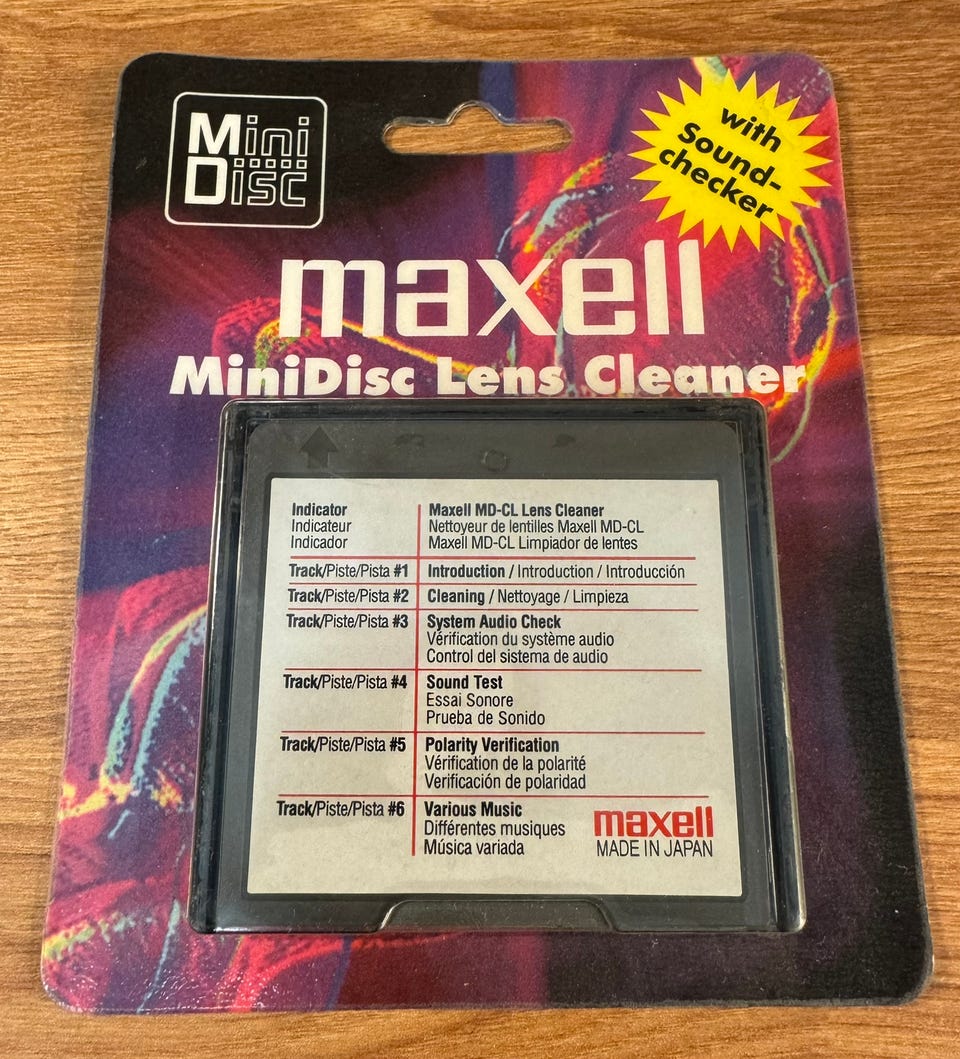 Mini
Disc
with
Sound-
checker
maxell
MiniDisc Lens Cleaner
Indicator Maxell MD-CL Lens Cleaner
Indicateur Nettoyeur de lentilles Maxell MD-CL
Indicador Maxell MD-CL Limpiador de lentes
Track/Piste/Pista #1 Introduction / Introduction / Introducción
Track/Piste/Pista #2 Cleaning / Nettoyage / Limpieza
Track/Piste/Pista #3 System Audio Check
Vérification du système audio
Control del sistema de audio
Track/Piste/Pista #4 Sound Test
Essai Sonore
Prueba de Sonido
Track/Piste/Pista #5 Polarity Verification
Vérification de la polarité
Verificación de polaridad
Track/Piste/Pista #6 Various Music
Différentes musiques
Música variada
maxell
MADE IN JAPAN